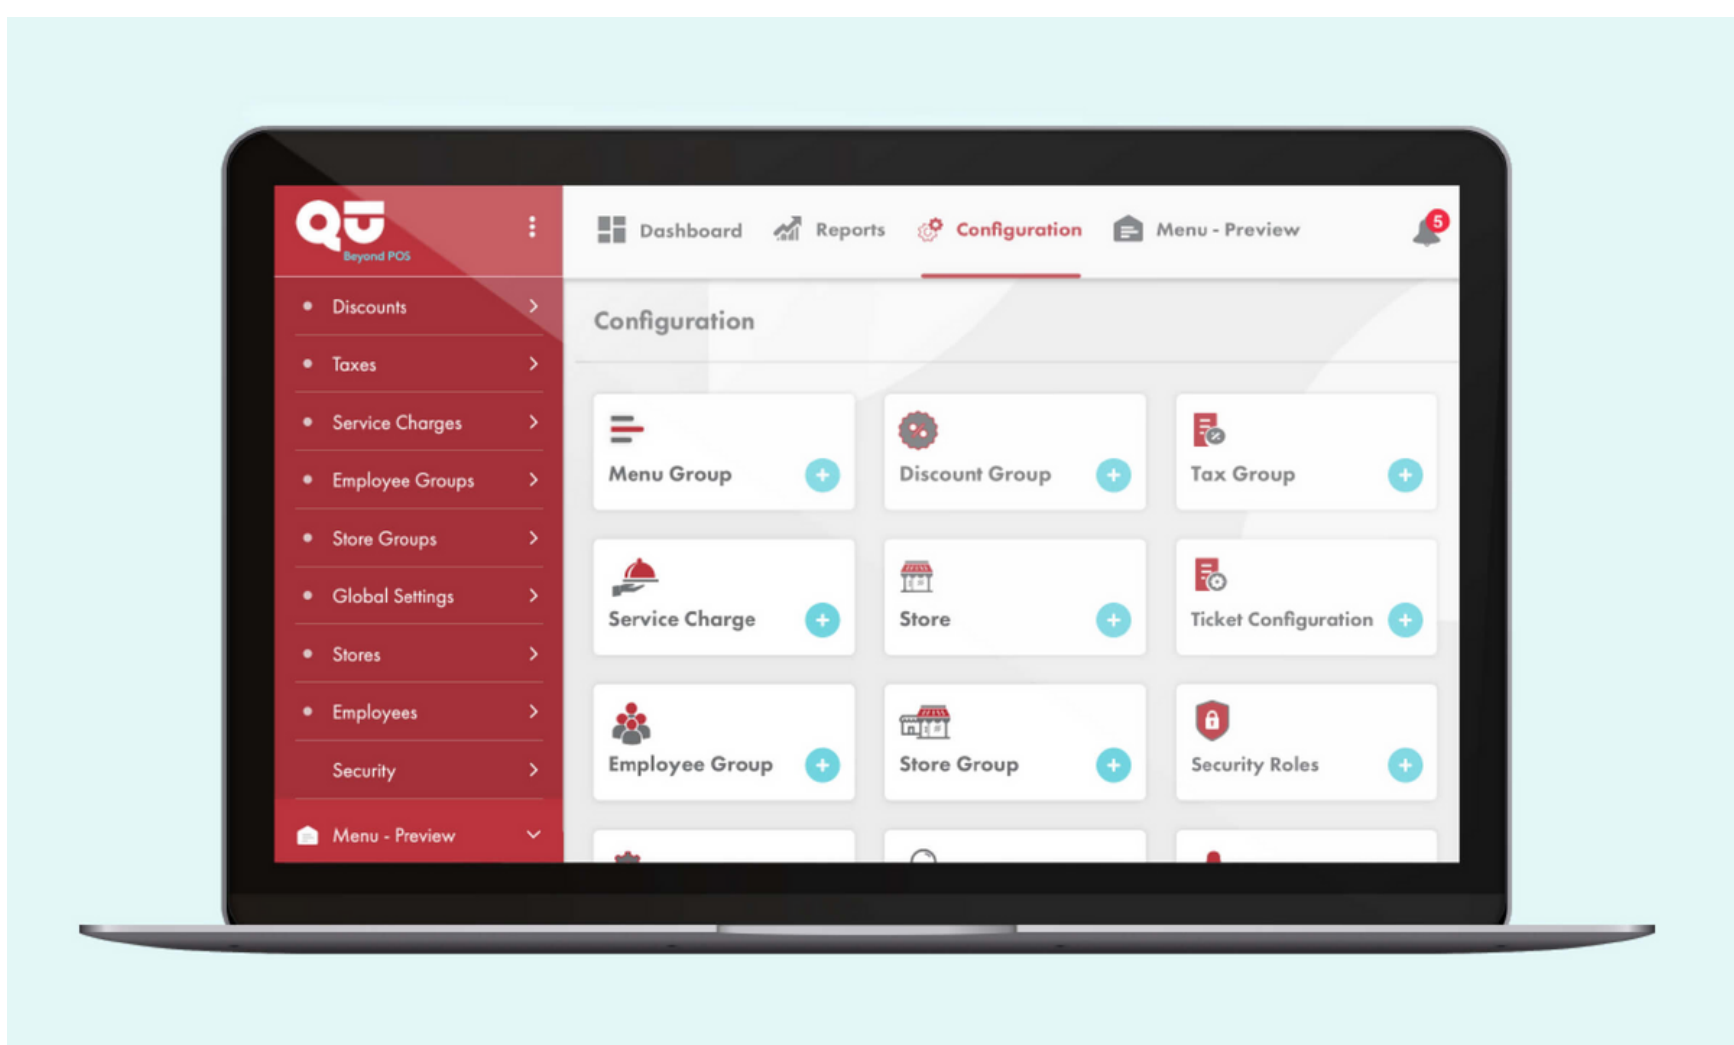 QU
Beyond POS
Discounts
Taxes
Service Charges
Employee Groups
Store Groups
Global Settings
Stores
Employees
Security
Menu - Preview
Dashboard
Reports
Configuration
Menu - Preview
5
Configuration
Menu Group
Discount Group
Tax Group
Service Charge
Store
Ticket Configuration
Employee Group
Store Group
Security Roles